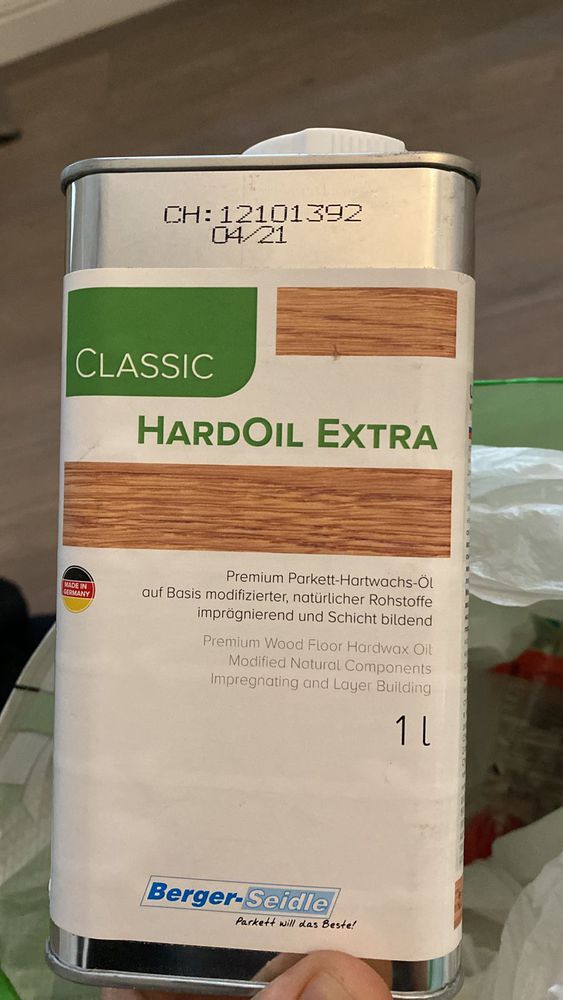 CH:12101392
04/21
CLASSIC
HARDOIL EXTRA
MADE IN
GERMANY
Premium Parkett-Hartwachs-Öl
auf Basis modifizierter, natürlicher Rohstoffe
imprägnierend und Schicht bildend
Premium Wood Floor Hardwax Oil
Modified Natural Components
Impregnating and Layer Building
1 l
Berger-Seidle
Parkett will das Beste!